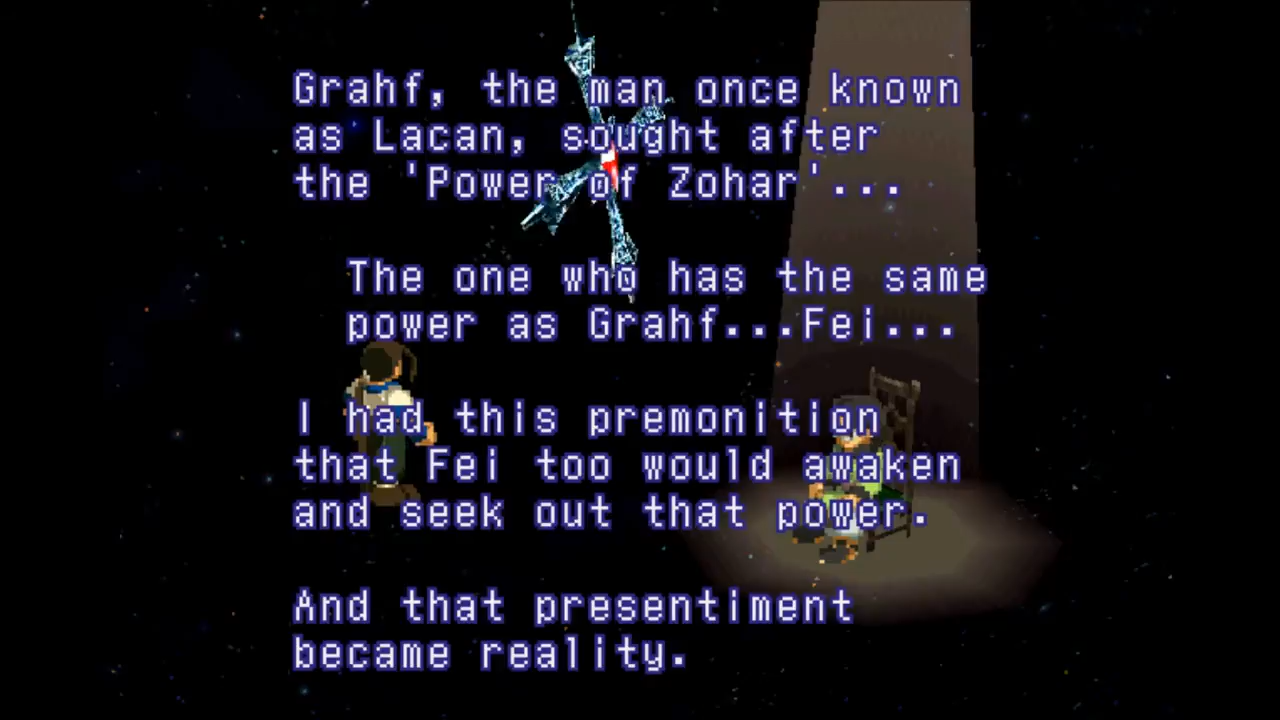 Grahf, the man once known
as Lacan, sought after
the 'Power of Zohar'...
The one who has the same
power as Grahf...Fei...
I had this premonition
that Fei too would awaken
and seek out that power.
And that presentiment
became reality.